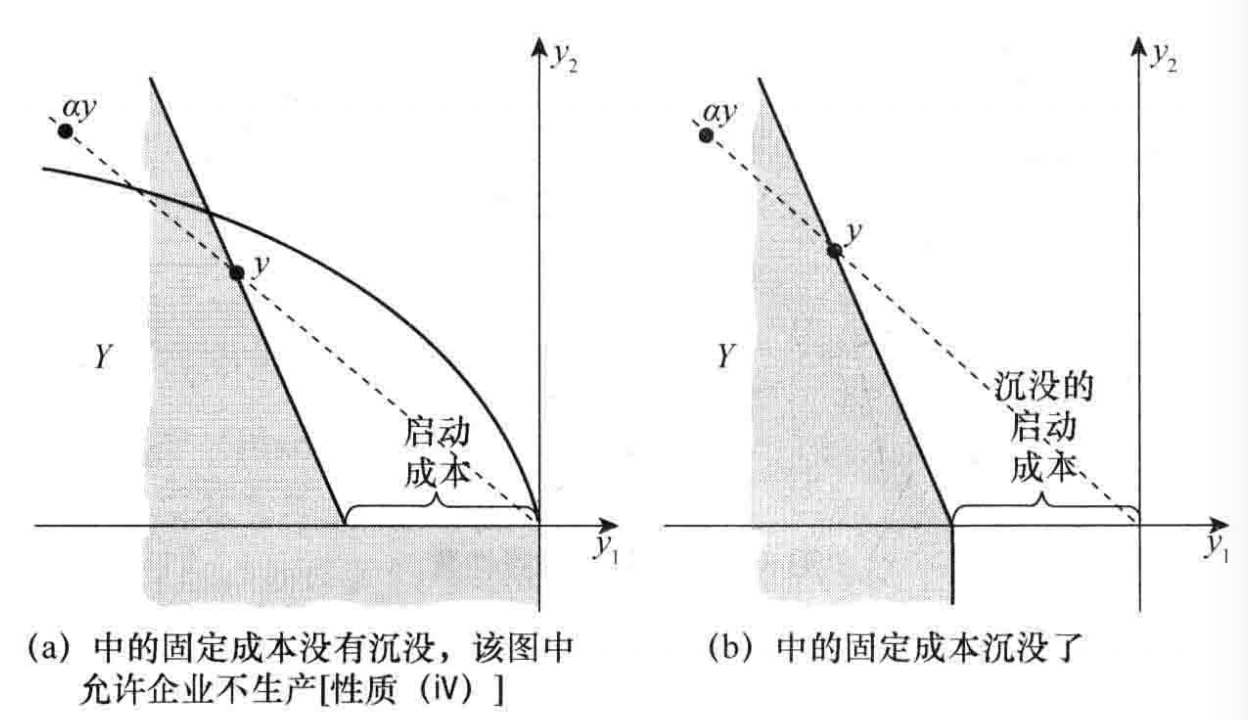 y₂
αy
y
Y
启动
成本
y₁
(a) 中的固定成本没有沉没，该图中
允许企业不生产[性质（iV）]
y₂
αy
y
Y
沉没的
启动
成本
y₁
(b) 中的固定成本沉没了